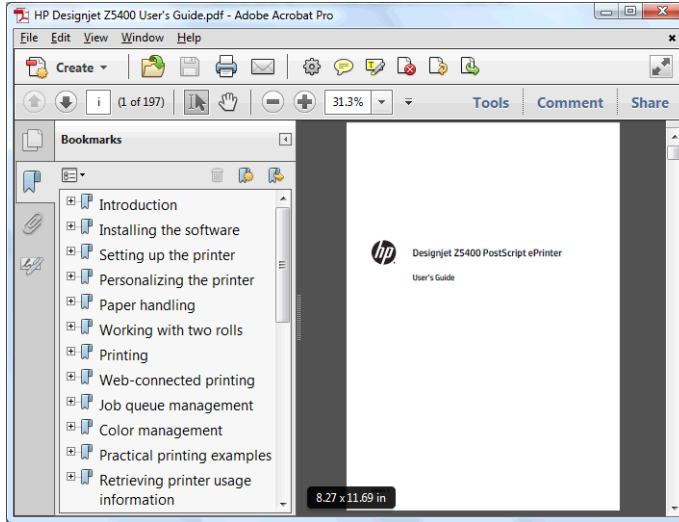 HP Designjet Z5400 User's Guide.pdf - Adobe Acrobat Pro
File Edit View Window Help
Create
i (1 of 197) 31.3% Tools Comment Share
Bookmarks
Introduction
Installing the software
Setting up the printer
Personalizing the printer
Paper handling
Working with two rolls
Printing
Web-connected printing
Job queue management
Color management
Practical printing examples
Retrieving printer usage
information
hp
Designjet Z5400 PostScript ePrinter
User's Guide
8.27 x 11.69 in